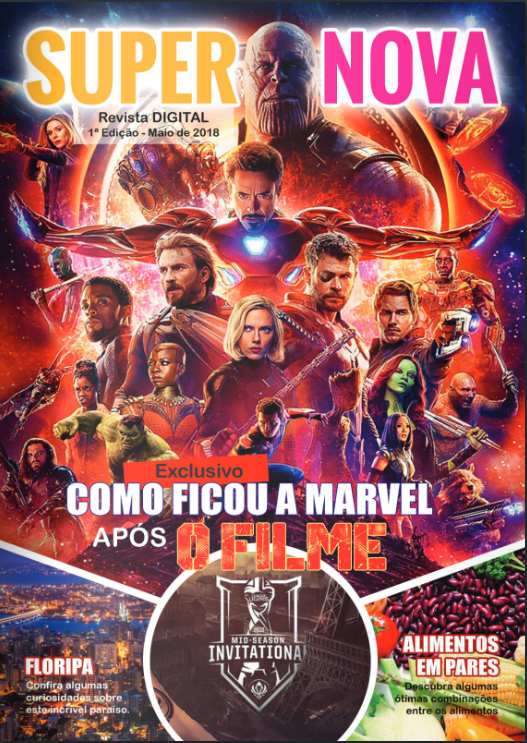 SUPER NOVA
Revista DIGITAL
1ª Edição - Maio de 2018
Exclusivo
COMO FICOU A MARVEL
APÓS O FILME
FLORIPA
Confira algumas
curiosidades sobre
este incrível paraíso.
MID-SEASON
INVITATIONAL
ALIMENTOS
EM PARES
Descubra algumas
ótimas combinações
entre os alimentos